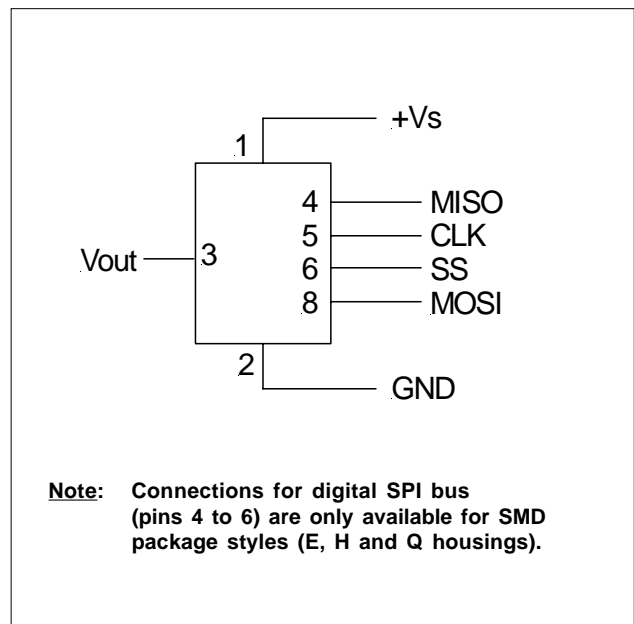 +Vs
1
4 MISO
5 CLK
Vout 3
6 SS
8 MOSI
2
GND
Note: Connections for digital SPI bus
(pins 4 to 6) are only available for SMD
package styles (E, H and Q housings).